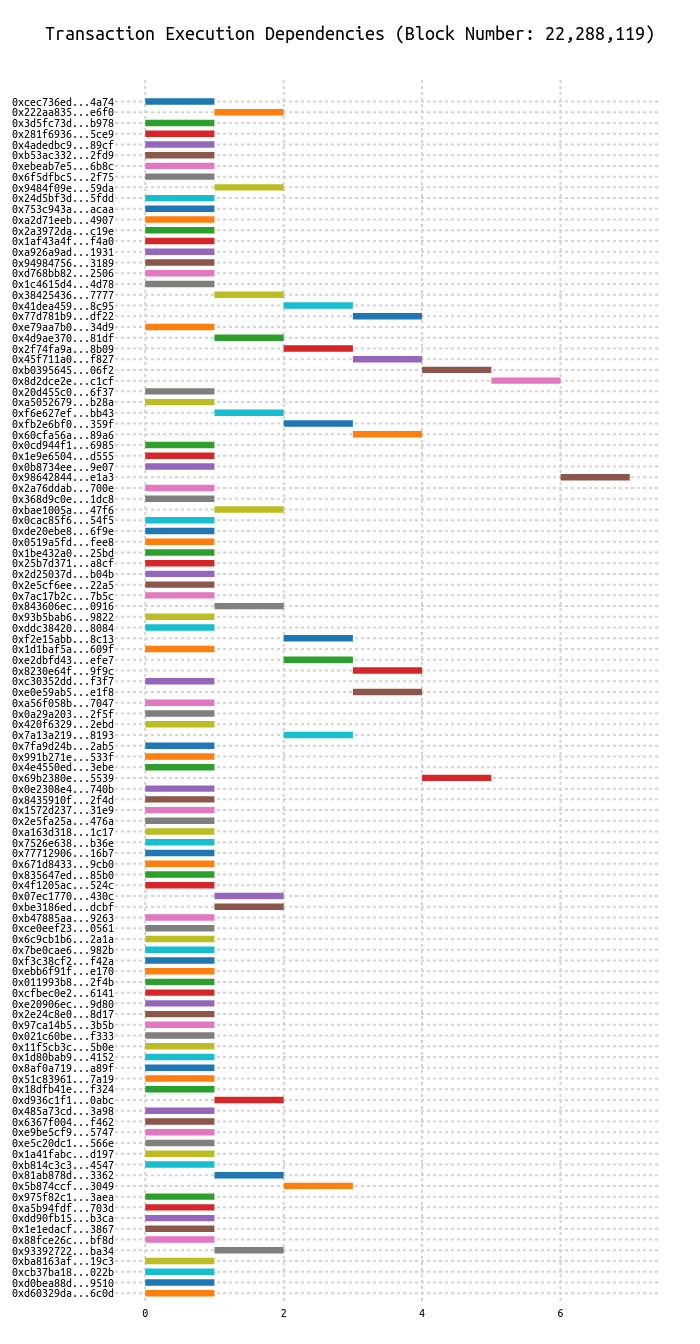 Transaction Execution Dependencies (Block Number: 22,288,119)
0xcec736ed...4a74
0x222aa835...e6f0
0x3d5fc73d...b978
0x281f6936...5ce9
0x4adedbc9...89cf
0xb53ac332...2fd9
0xebeab7e5...6b8c
0x6f5dfbc5...2f75
0x9484f09e...59da
0x24d5bf3d...5fdd
0x753c943a...acaa
0xa2d71eeb...4907
0x2a3972da...c19e
0x1af43a4f...f4a0
0xa926a9ad...1931
0x94984756...3189
0xd768bb82...2506
0x1c4615d4...4d78
0x38425436...7777
0x41dea459...8c95
0x77d781b9...df22
0xe79aa7b0...34d9
0x4d9ae370...81df
0x2f74fa9a...8b09
0x45f711a0...f827
0xb0395645...06f2
0x8d2dce2e...c1cf
0x20d455c0...6f37
0xa5052679...b28a
0xf6e627ef...bb43
0xfb2e6bf0...359f
0x60cfa56a...89a6
0x0cd944f1...6985
0x1e9e6504...d555
0x0b8734ee...9e07
0x98642844...e1a3
0x2a76ddab...700e
0x368d9c0e...1dc8
0xbae1005a...47f6
0x0cac85f6...54f5
0xde20ebe8...6f9e
0x0519a5fd...fee8
0x1be432a0...25bd
0x25b7d371...a8cf
0x2d25037d...b04b
0x2e5cf6ee...22a5
0x7ac17b2c...7b5c
0x843606ec...0916
0x93b5bab6...9822
0xddc38420...8084
0xf2e15abb...8c13
0x1d1baf5a...609f
0xe2dbfd43...efe7
0x8230e64f...9f9c
0xc30352dd...f3f7
0xe0e59ab5...e1f8
0xa56f058b...7047
0x0a29a203...2f5f
0x420f6329...2ebd
0x7a13a219...8193
0x7fa9d24b...2ab5
0x991b271e...533f
0x4e4550ed...3ebe
0x69b2380e...5539
0x0e2308e4...740b
0x8435910f...2f4d
0x1572d237...31e9
0x2e5fa25a...476a
0xa163d318...1c17
0x7526e638...b36e
0x77712906...16b7
0x671d8433...9cb0
0x835647ed...85b0
0x4f1205ac...524c
0x07ec1770...430c
0xbe3186ed...dcbf
0xb47885aa...9263
0xce0eef23...0561
0x6c9cb1b6...2a1a
0x7be0cae6...982b
0xf3c38cf2...f42a
0xebb6f91f...e170
0x011993b8...2f4b
0xcfbec0e2...6141
0xe20906ec...9d80
0x2e24c8e0...8d17
0x97ca14b5...3b5b
0x021c60be...f333
0x11f5cb3c...5b0e
0x1d80bab9...4152
0x8af0a719...a89f
0x51c83961...7a19
0x18dfb41e...f324
0xd936c1f1...0abc
0x485a73cd...3a98
0x6367f004...f462
0xe9be5cf9...5747
0xe5c20dc1...566e
0x1a41fabc...d197
0xb814c3c3...4547
0x81ab878d...3362
0x5b874ccf...3049
0x975f82c1...3aea
0xa5b94fdf...703d
0xdd90fb15...b3ca
0x1e1edacf...3867
0x88fce26c...bf8d
0x93392722...ba34
0xba8163af...19c3
0xcb37ba18...022b
0xd0bea88d...9510
0xd60329da...6c0d
0 2 4 6